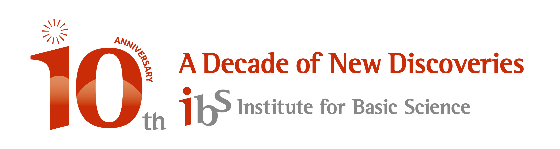 10th
ANNIVERSARY
A Decade of New Discoveries
ibS Institute for Basic Science